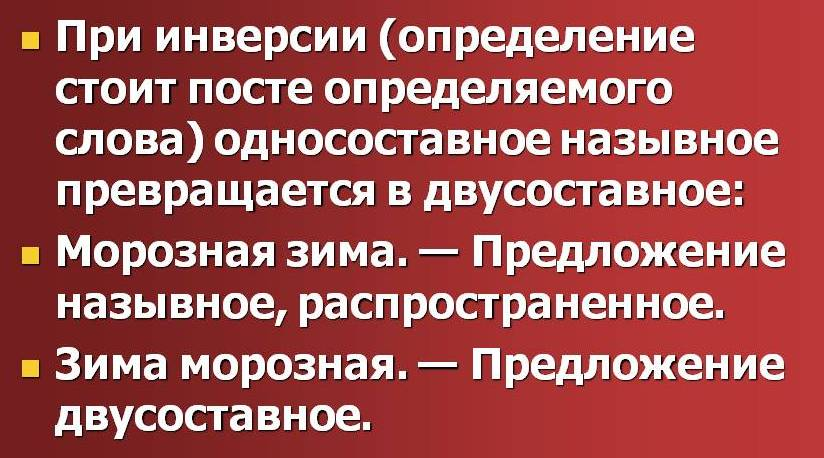 При инверсии (определение
стоит посте определяемого
слова) односоставное назывное
превращается в двусоставное:
Морозная зима. — Предложение
назывное, распространенное.
Зима морозная. — Предложение
двусоставное.